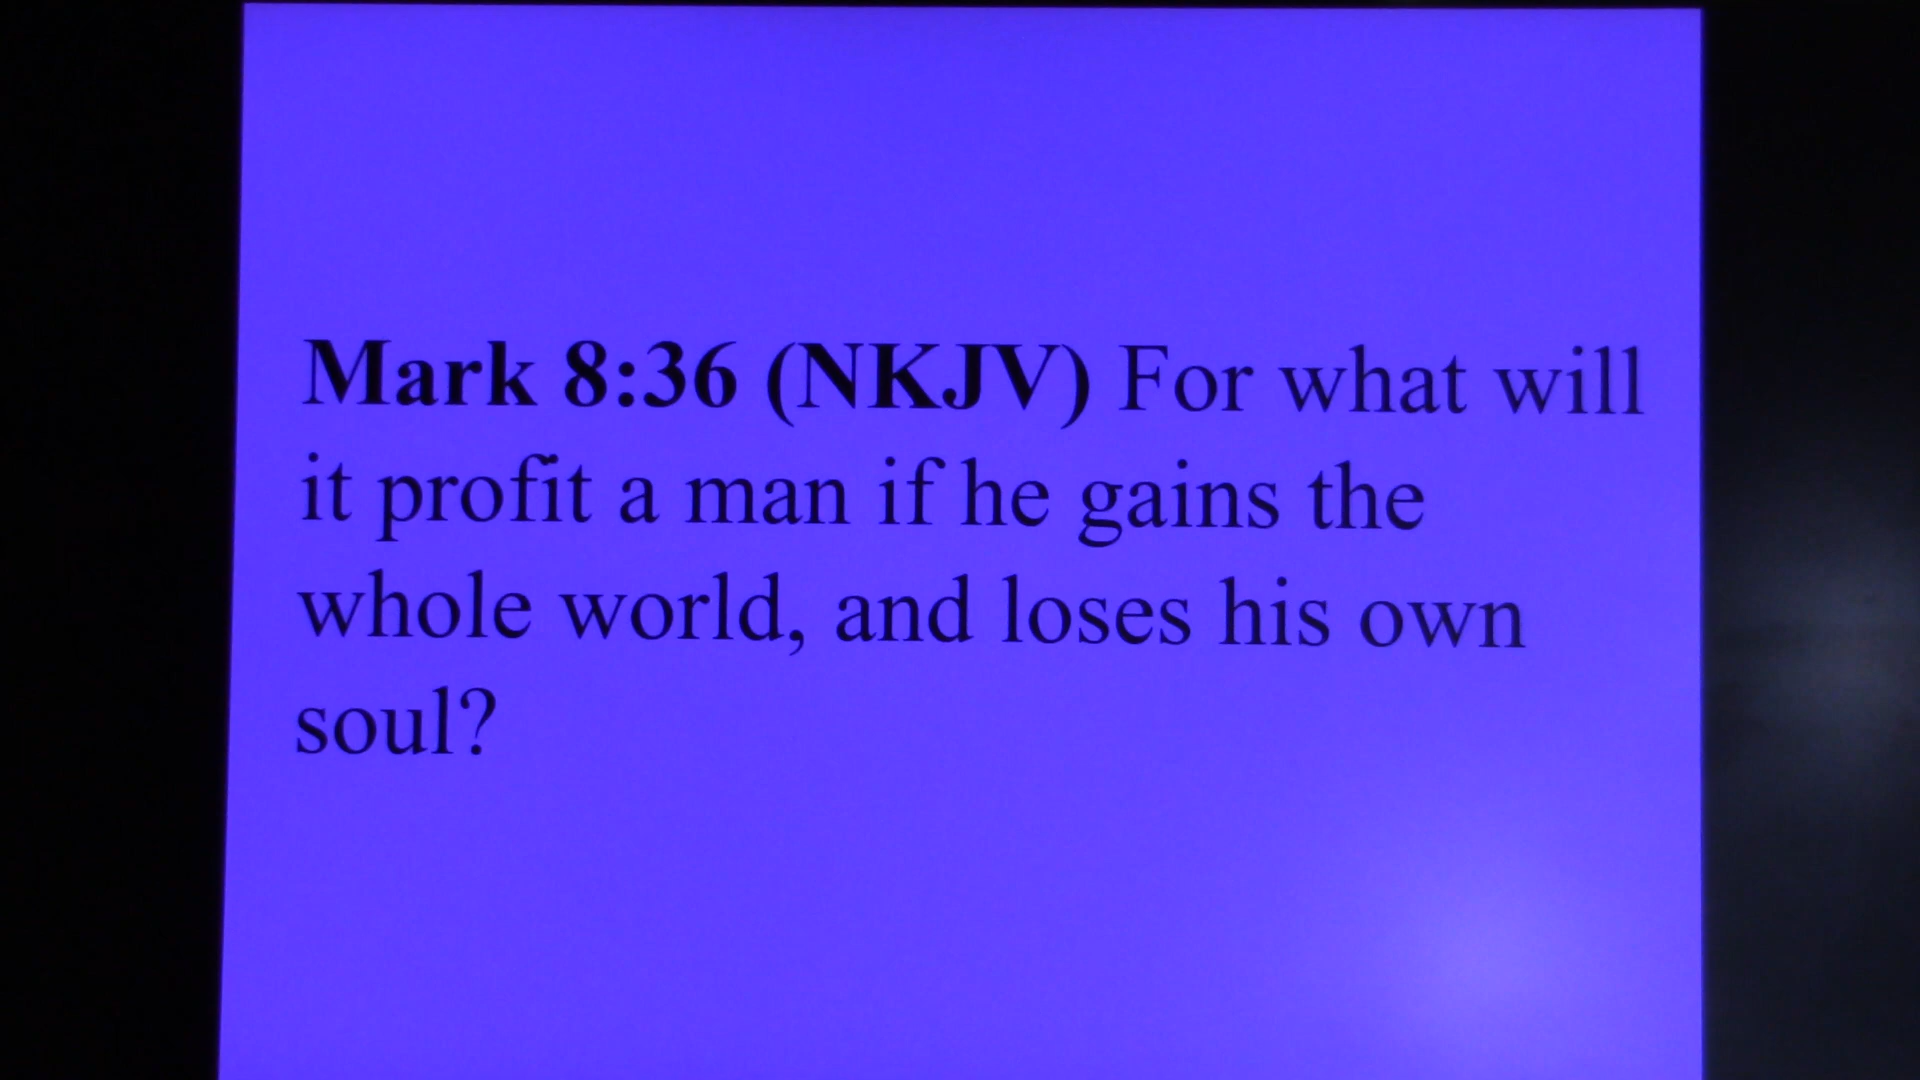 Mark 8:36 (NKJV) For what will
it profit a man if he gains the
whole world, and loses his own
soul?